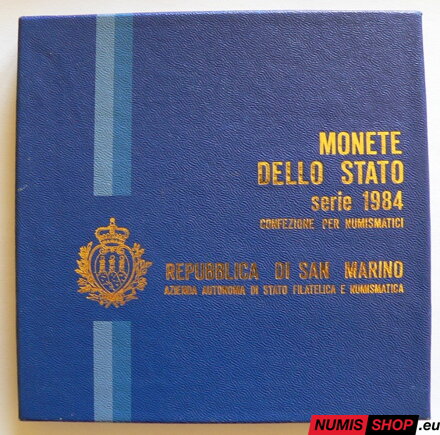 MONETE
DELLO STATO
serie 1984
CONFEZIONE PER NUMISMATICI
REPUBBLICA DI SAN MARINO
AZIENDA AUTONOMA DI STATO FILATELICA E NUMISMATICA
NUMIS SHOP.eu